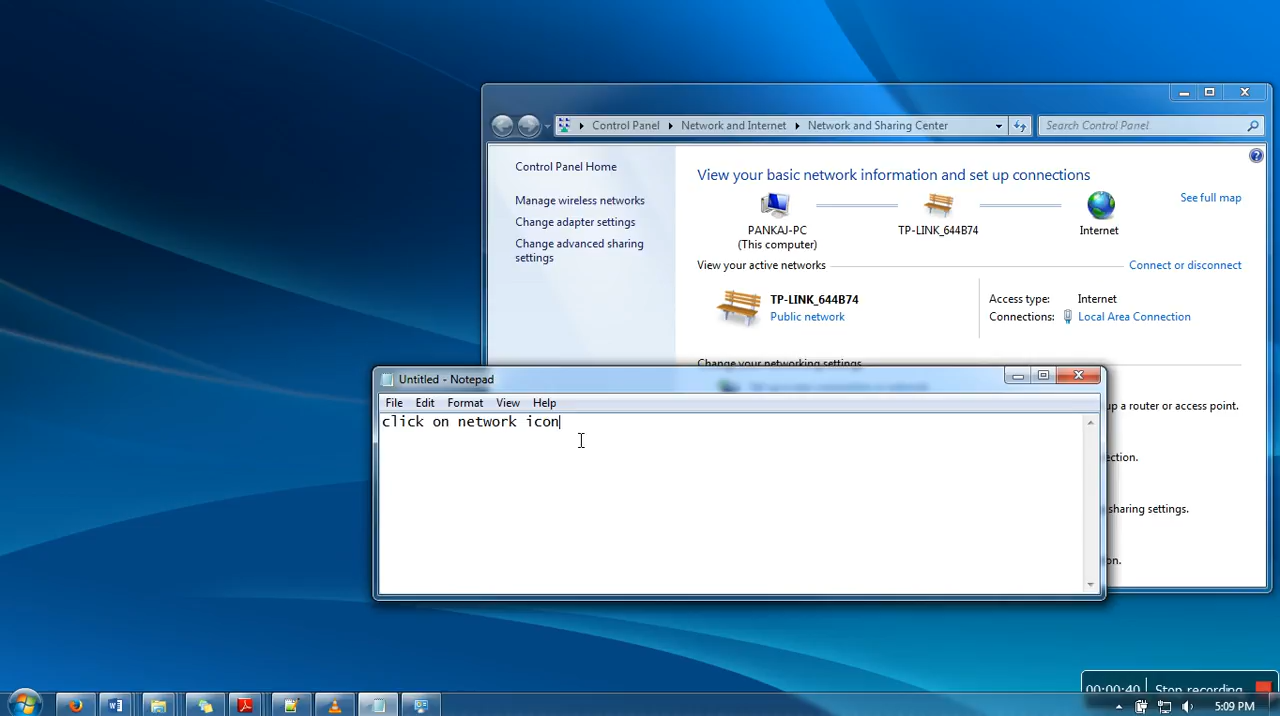 Control Panel
Network and Internet
Network and Sharing Center
Search Control Panel
Control Panel Home
Manage wireless networks
Change adapter settings
Change advanced sharing
settings
View your basic network information and set up connections
See full map
PANKAJ-PC
(This computer)
TP-LINK_644B74
Internet
View your active networks
Connect or disconnect
TP-LINK_644B74
Public network
Access type:
Internet
Connections:
Local Area Connection
Change your networking settings
up a router or access point.
sharing settings.
Untitled - Notepad
File
Edit
Format
View
Help
click on network icon
00:00:40
Stop recording
5:09 PM